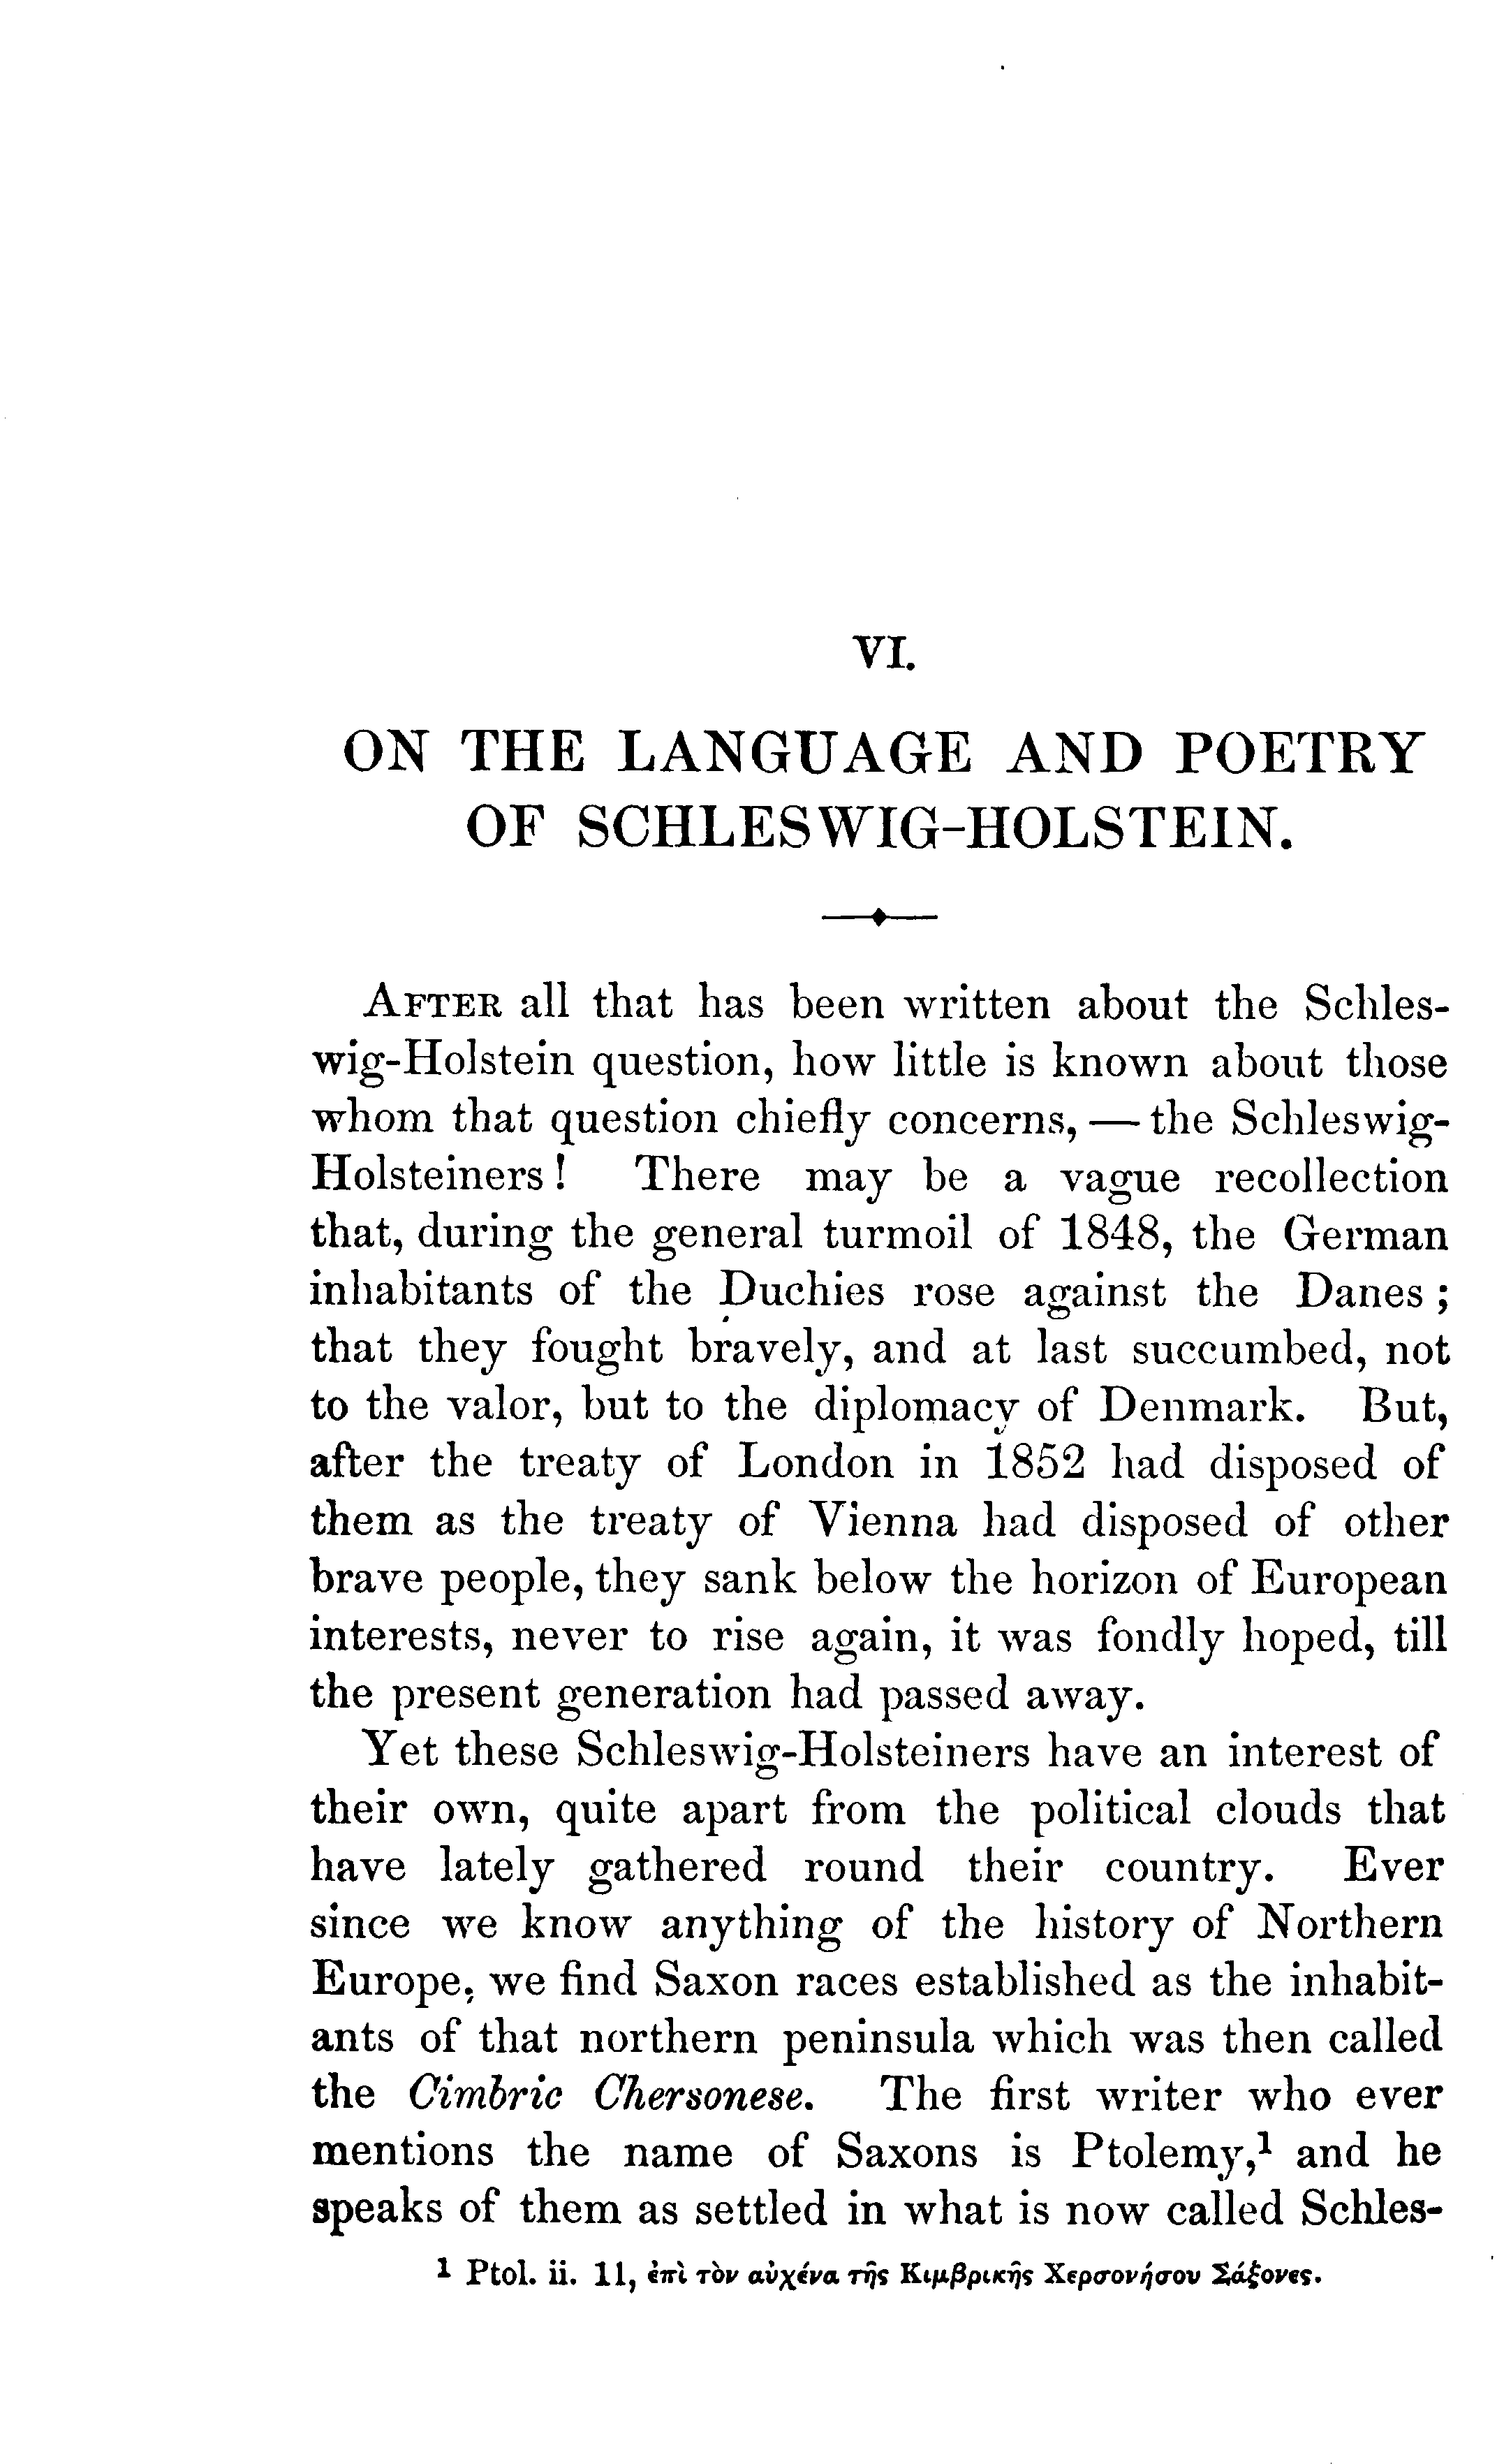 VI.
ON THE LANGUAGE AND POETRY
OF SCHLESWIG-HOLSTEIN.
AFTER all that has been written about the Schles-
wig-Holstein question, how little is known about those
whom that question chiefly concerns, — the Schleswig-
Holsteiners! There may be a vague recollection
that, during the general turmoil of 1848, the German
inhabitants of the Duchies rose against the Danes;
that they fought bravely, and at last succumbed, not
to the valor, but to the diplomacy of Denmark. But,
after the treaty of London in 1852 had disposed of
them as the treaty of Vienna had disposed of other
brave people, they sank below the horizon of European
interests, never to rise again, it was fondly hoped, till
the present generation had passed away.
Yet these Schleswig-Holsteiners have an interest of
their own, quite apart from the political clouds that
have lately gathered round their country. Ever
since we know anything of the history of Northern
Europe, we find Saxon races established as the inhabit-
ants of that northern peninsula which was then called
the Cimbric Chersonese. The first writer who ever
mentions the name of Saxons is Ptolemy,¹ and he
speaks of them as settled in what is now called Schles-
¹ Ptol. ii. 11, ἐπὶ τὸν αὐχένα τῆς Κιμβρικῆς Χερσονήσου Σάξονες.